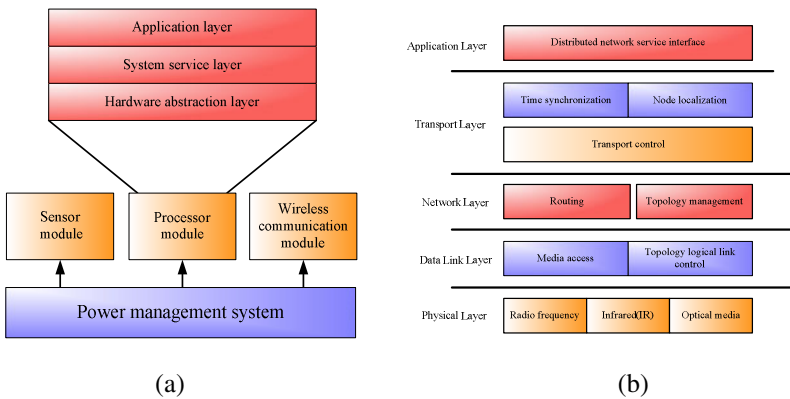 Application layer
System service layer
Hardware abstraction layer
Sensor
module
Processor
module
Wireless
communication
module
Power management system
(a)
Application Layer
Distributed network service interface
Transport Layer
Time synchronization
Node localization
Transport control
Network Layer
Routing
Topology management
Data Link Layer
Media access
Topology logical link
control
Physical Layer
Radio frequency
Infrared(IR)
Optical media
(b)